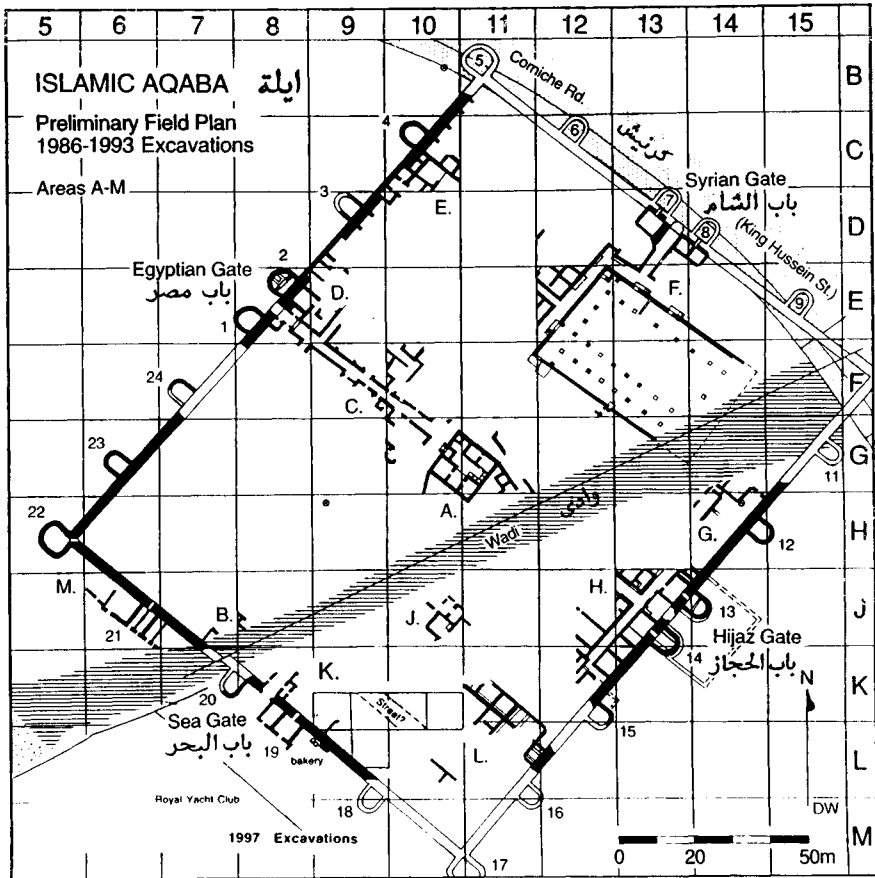 5 6 7 8 9 10 11 12 13 14 15
B
C
D
E
F
G
H
J
K
L
M
ISLAMIC AQABA ايلة
Preliminary Field Plan
1986-1993 Excavations
Areas A-M
Corniche Rd.
كرنيش
Syrian Gate
باب الشام
(King Hussein St.)
Egyptian Gate
باب مصر
5
4
6
3
7
8
2
9
1
24
23
22
11
12
13
14
15
16
17
18
19
20
21
E.
D.
F.
C.
A.
G.
H.
M.
B.
J.
K.
L.
Wadi
وادي
Hijaz Gate
باب الحجاز
N
Street?
Sea Gate
باب البحر
bakery
Royal Yacht Club
1997 Excavations
DW
0 20 50m